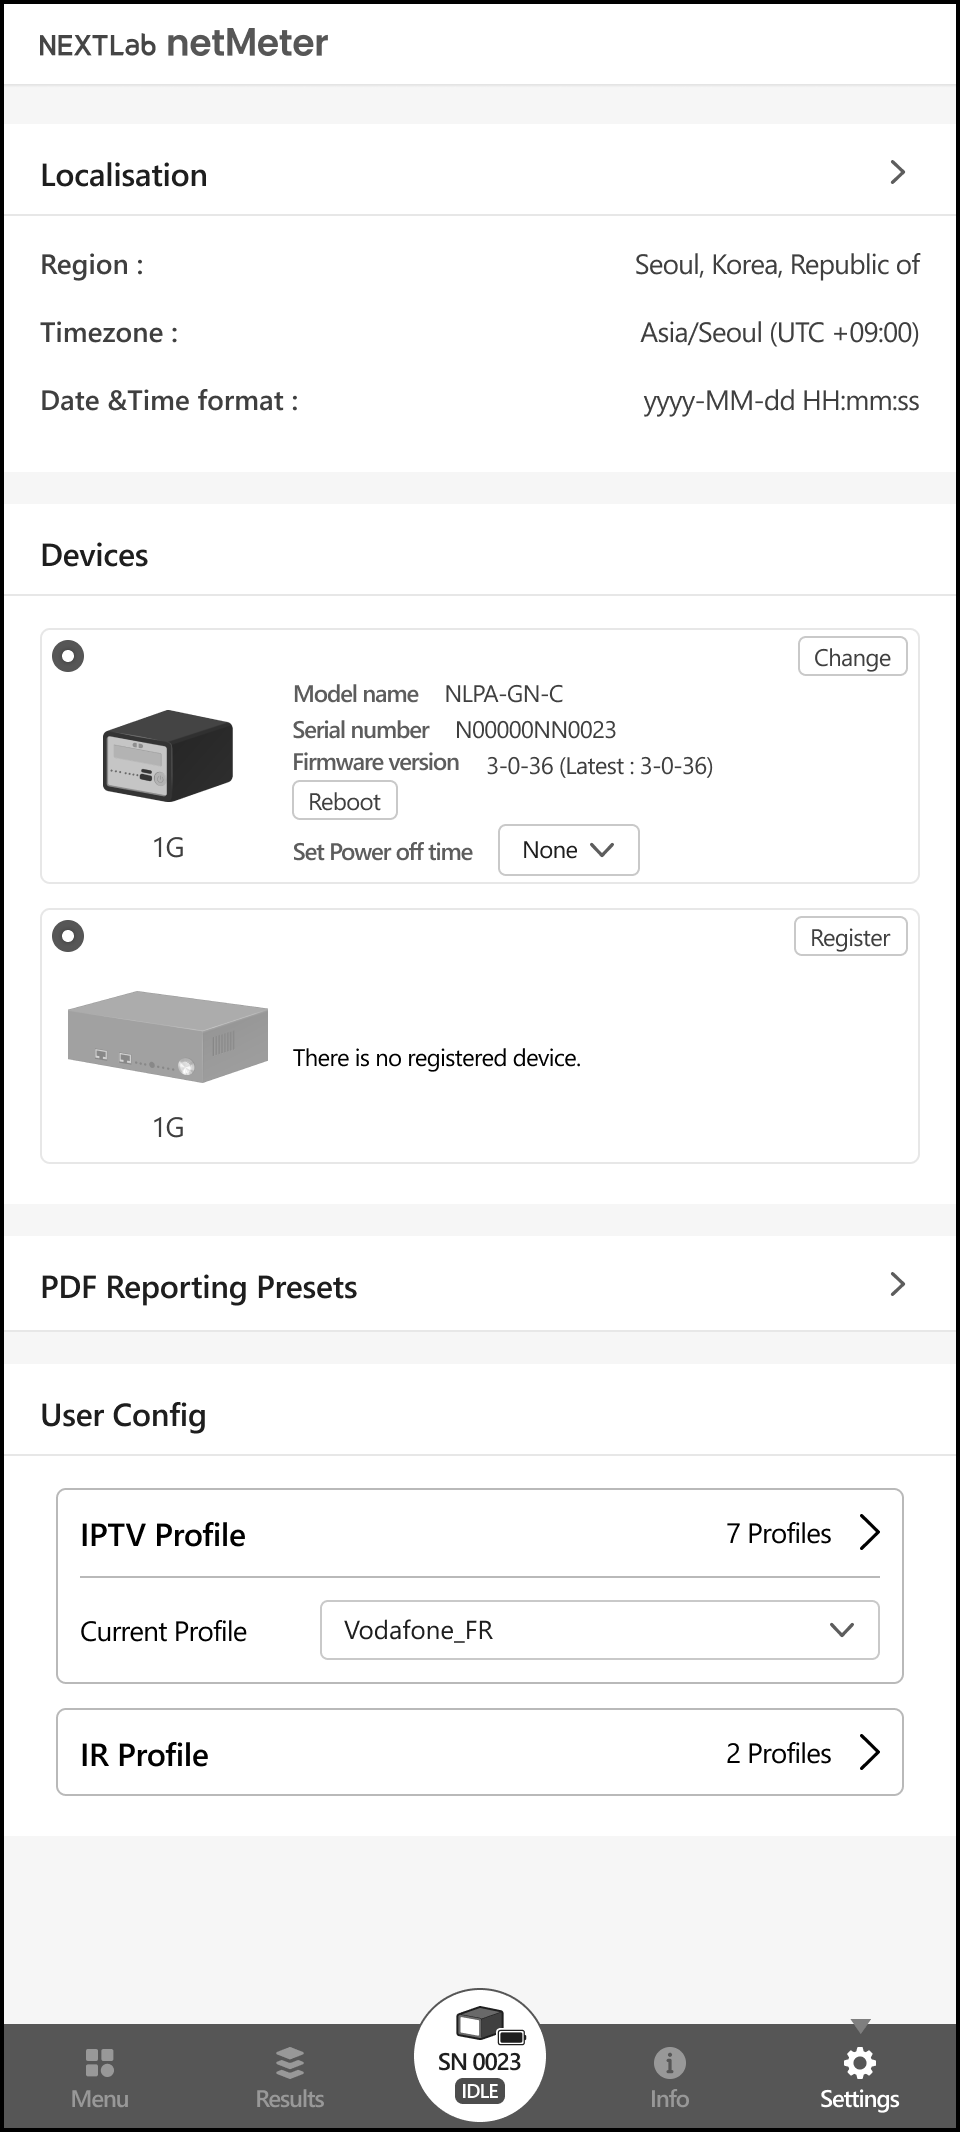 NEXTLab netMeter
Localisation
Region : Seoul, Korea, Republic of
Timezone : Asia/Seoul (UTC +09:00)
Date &Time format : yyyy-MM-dd HH:mm:ss
Devices
Change
Model name NLPA-GN-C
Serial number N00000NN0023
Firmware version 3-0-36 (Latest : 3-0-36)
Reboot
1G
Set Power off time None
Register
There is no registered device.
1G
PDF Reporting Presets
User Config
IPTV Profile 7 Profiles
Current Profile Vodafone_FR
IR Profile 2 Profiles
SN 0023
IDLE
Menu Results Info Settings